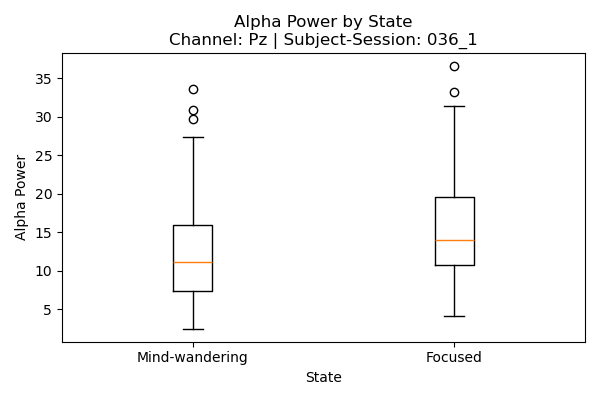 Alpha Power by State
Channel: Pz | Subject-Session: 036_1
Alpha Power
35
30
25
20
15
10
5
Mind-wandering
Focused
State